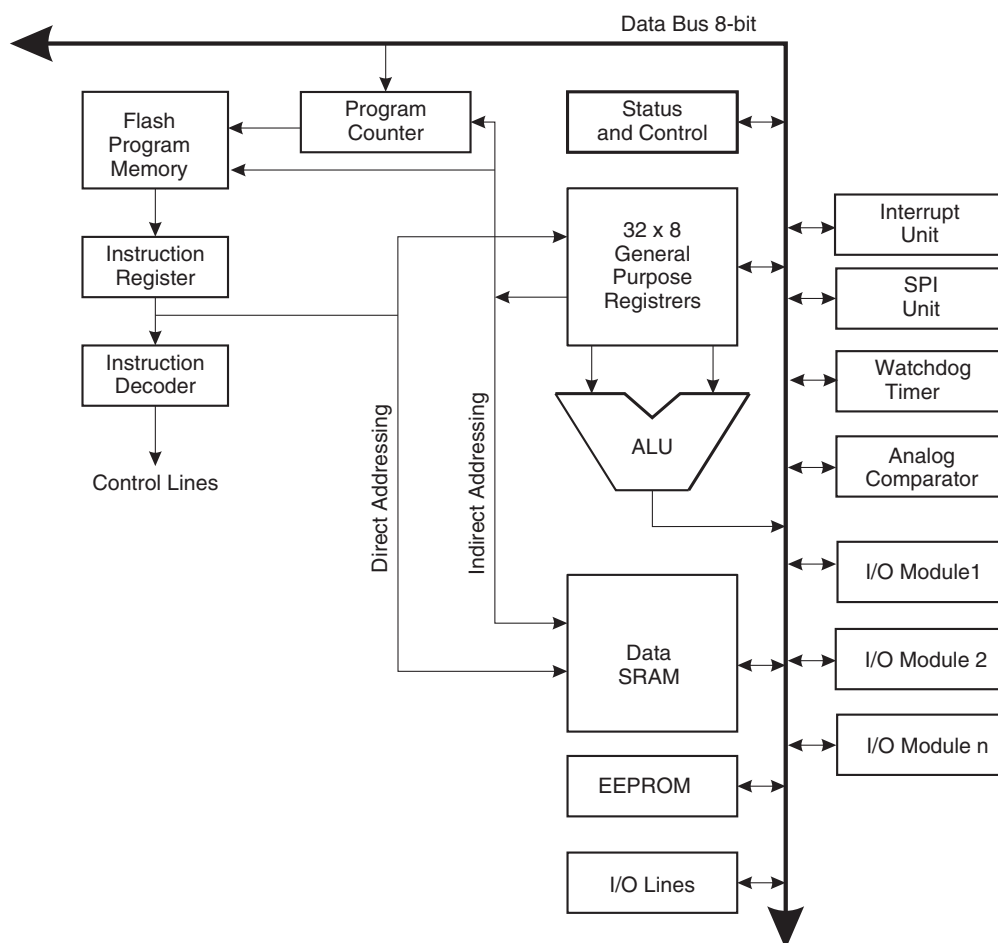 Data Bus 8-bit
Flash
Program
Memory
Program
Counter
Status
and Control
Interrupt
Unit
32 x 8
General
Purpose
Registrers
Instruction
Register
SPI
Unit
Instruction
Decoder
Watchdog
Timer
ALU
Analog
Comparator
Control Lines
Direct Addressing
Indirect Addressing
I/O Module1
Data
SRAM
I/O Module 2
I/O Module n
EEPROM
I/O Lines